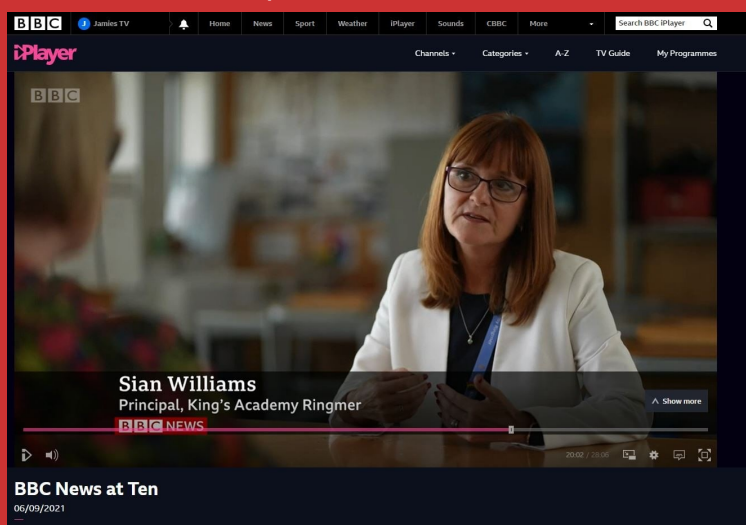 BBC
J Jamies TV
Home News Sport Weather iPlayer Sounds CBBC More
Search BBC iPlayer
iPlayer
Channels Categories A-Z TV Guide My Programmes
BBC
Sian Williams
Principal, King's Academy Ringmer
BBC NEWS
Show more
20:02 / 28:06
BBC News at Ten
06/09/2021